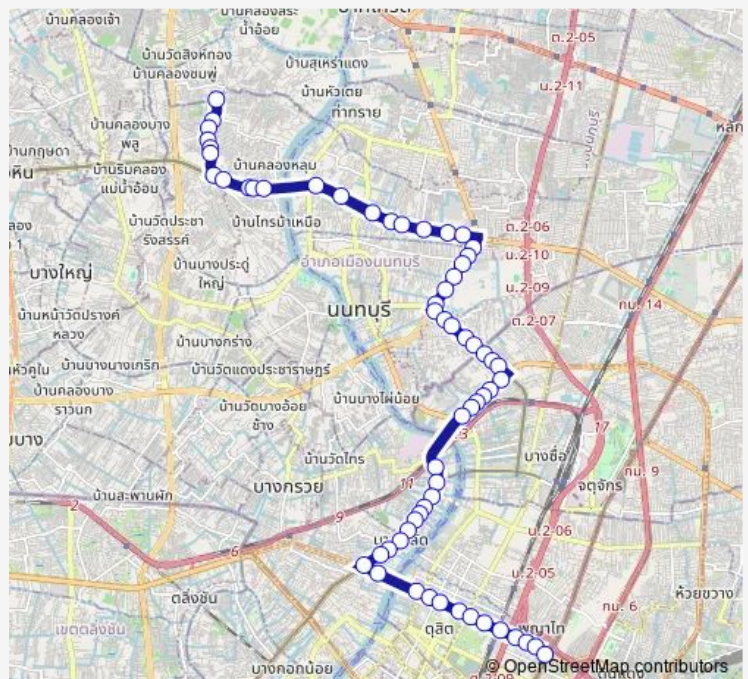 บ้านคลองเจ้า
น้ำอ้อย
ต.2-05
บ้านวัดสิงห์ทอง
บ้านคลองชมพู่
บ้านสุเหร่าแดง
น.2-11
บ้านหัวเตย
ท่าทราย
บ้านคลองบาง
พลู
หลัก
บ้านกฤษดา
บ้านริมคลอง
แม่น้ำอ้อม
บ้านคลองหลุม
บ้านวัดประชา
รังสรรค์
บ้านไทรม้าเหนือ
ต.2-06
น.2-10
บางใหญ่
บ้านบางประดู่
ใหญ่
อำเภอเมืองนนทบุรี
น.2-09
กม. 14
บ้านหน้าวัดปรางค์
หลวง
นนทบุรี
ต.2-07
บ้านบางกร่าง
บ้านบางนางเกริก
บ้านวัดแดงประชาราษฎร์
บ้านคลองบาง
ราวนก
บ้านวัดบางอ้อย
ช้าง
บ้านบางไผ่น้อย
17
บ้านวัดไทร
บางซื่อ
กม. 9
จตุจักร
11
บางกรวย
บ้านสะพานผัก
2
9
น.2-06
6
น.2-05
ตลิ่งชัน
ห้วยขวาง
กม. 6
เขตตลิ่งชัน
ดุสิต
พญาไท
บางกอกน้อย
© OpenStreetMap contributors